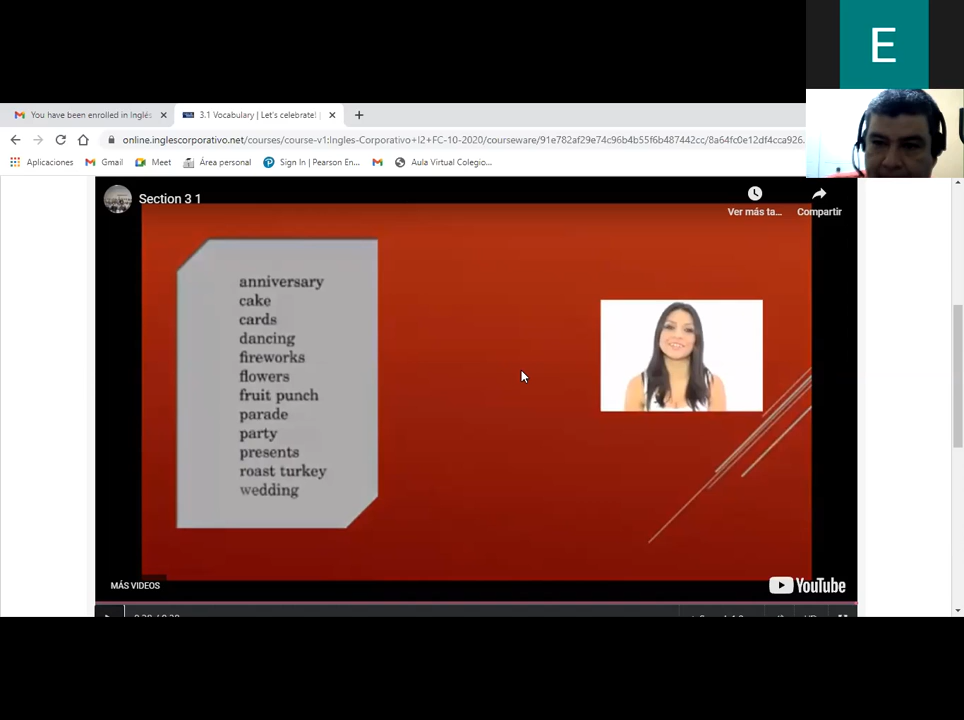 E
You have been enrolled in Inglés
3.1 Vocabulary | Let's celebrate! |
online.inglescorporativo.net/courses/course-v1:Ingles-Corporativo+I2+FC-10-2020/courseware/91e782af29e74c96b4b55f6b487442cc/8a64fc0e12df4cca926...
Aplicaciones Gmail Meet Área personal Sign In | Pearson En... Aula Virtual Colegio...
Section 3 1
Ver más ta... Compartir
anniversary
cake
cards
dancing
fireworks
flowers
fruit punch
parade
party
presents
roast turkey
wedding
MÁS VIDEOS
YouTube